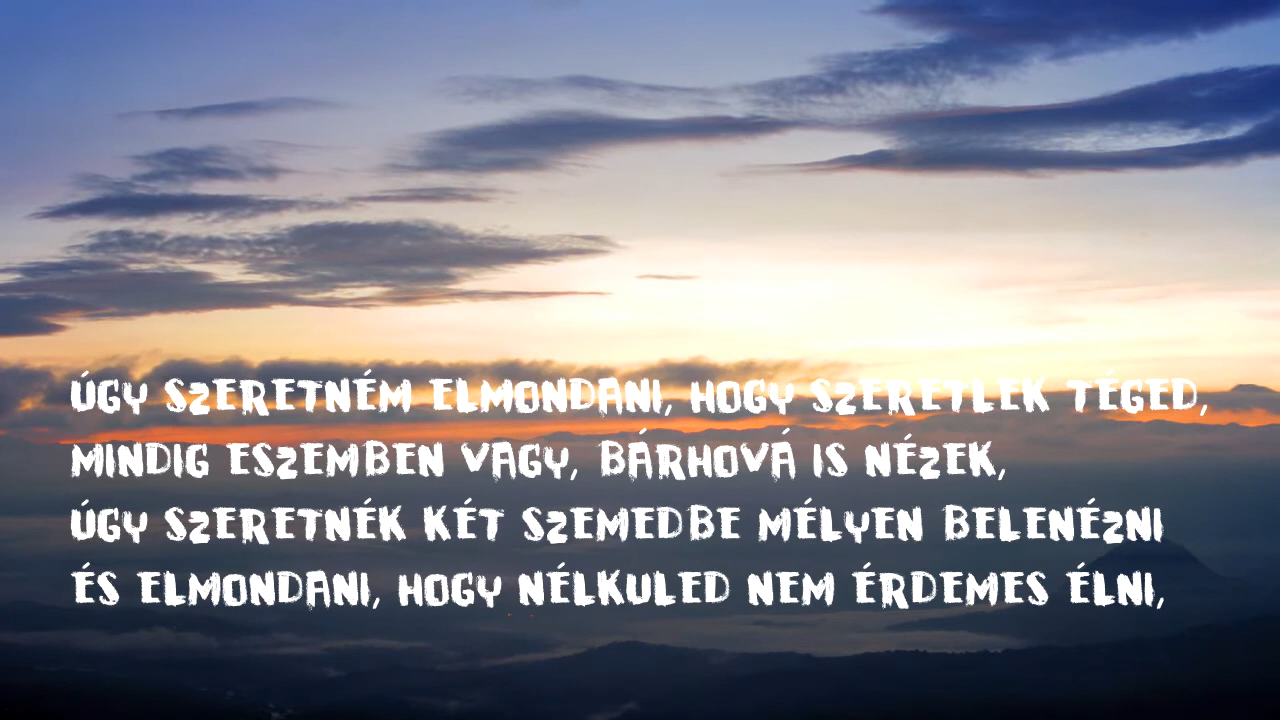 ÚGY SZERETNÉM ELMONDANI, HOGY SZERETLEK TÉGED,
MINDIG ESZEMBEN VAGY, BÁRHOVÁ IS NÉZEK,
ÚGY SZERETNÉK KÉT SZEMEDBE MÉLYEN BELENÉZNI
ÉS ELMONDANI, HOGY NÉLKULED NEM ÉRDEMES ÉLNI,